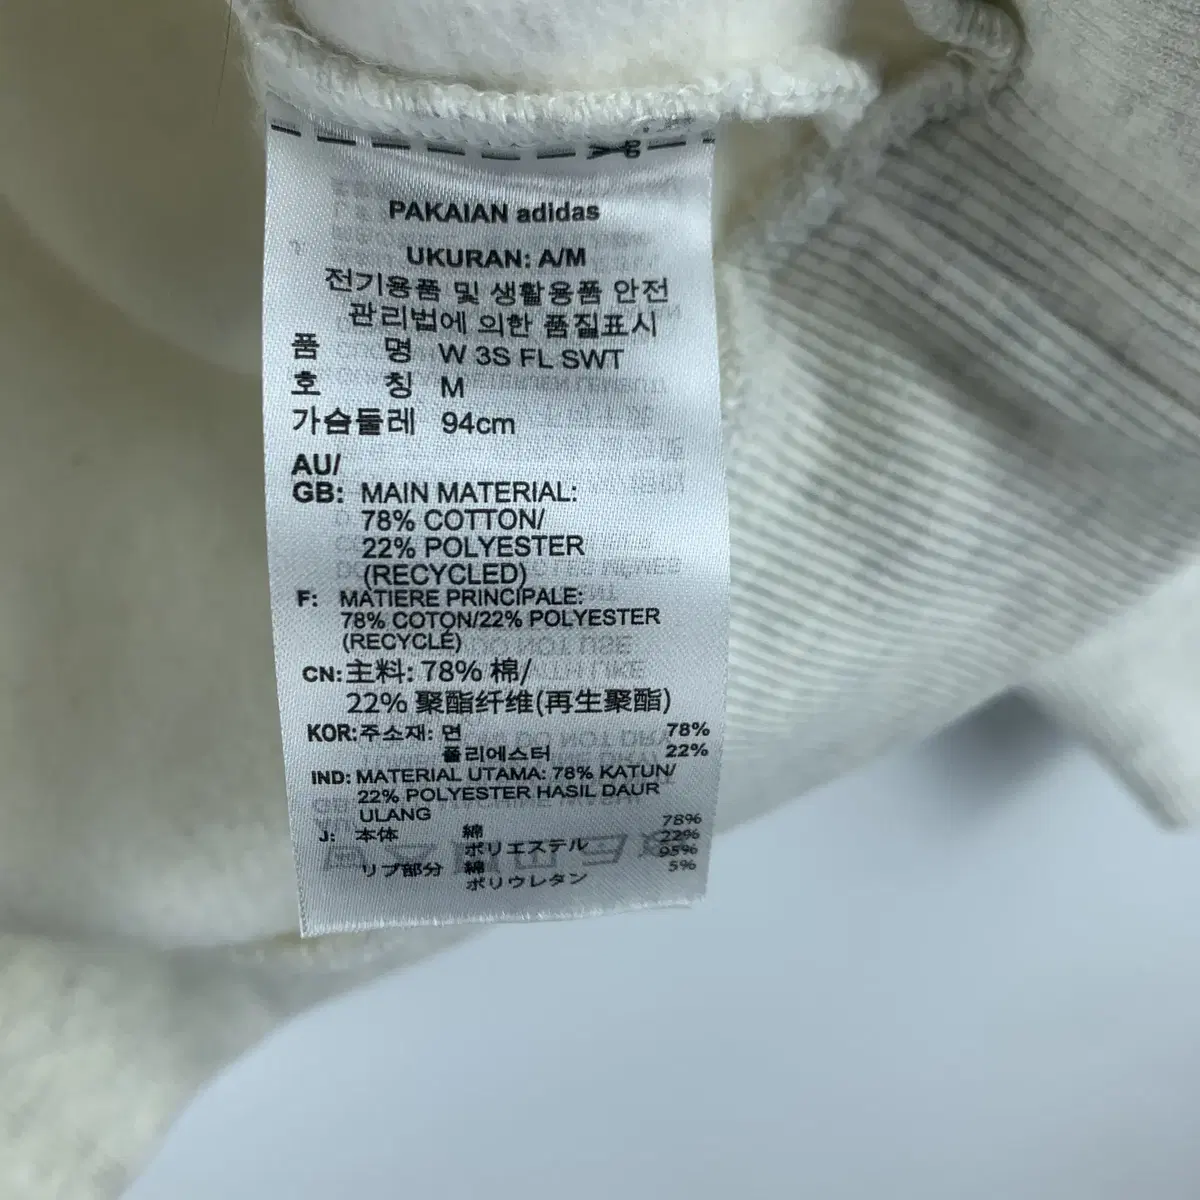 PAKAIAN adidas
UKURAN: A/M
전기용품 및 생활용품 안전
관리법에 의한 품질표시
품 명 W 3S FL SWT
호 칭 M
가슴둘레 94cm
AU/
GB: MAIN MATERIAL:
78% COTTON/
22% POLYESTER
(RECYCLED)
F: MATIERE PRINCIPALE:
78% COTON/22% POLYESTER
(RECYCLÉ)
CN: 主料: 78% 棉/
22% 聚酯纤维(再生聚酯)
KOR: 주소재: 면 78%
폴리에스터 22%
IND: MATERIAL UTAMA: 78% KATUN/
22% POLYESTER HASIL DAUR
ULANG
J: 本体 綿 78%
ポリエステル 22%
リブ部分 綿 95%
ポリウレタン 5%